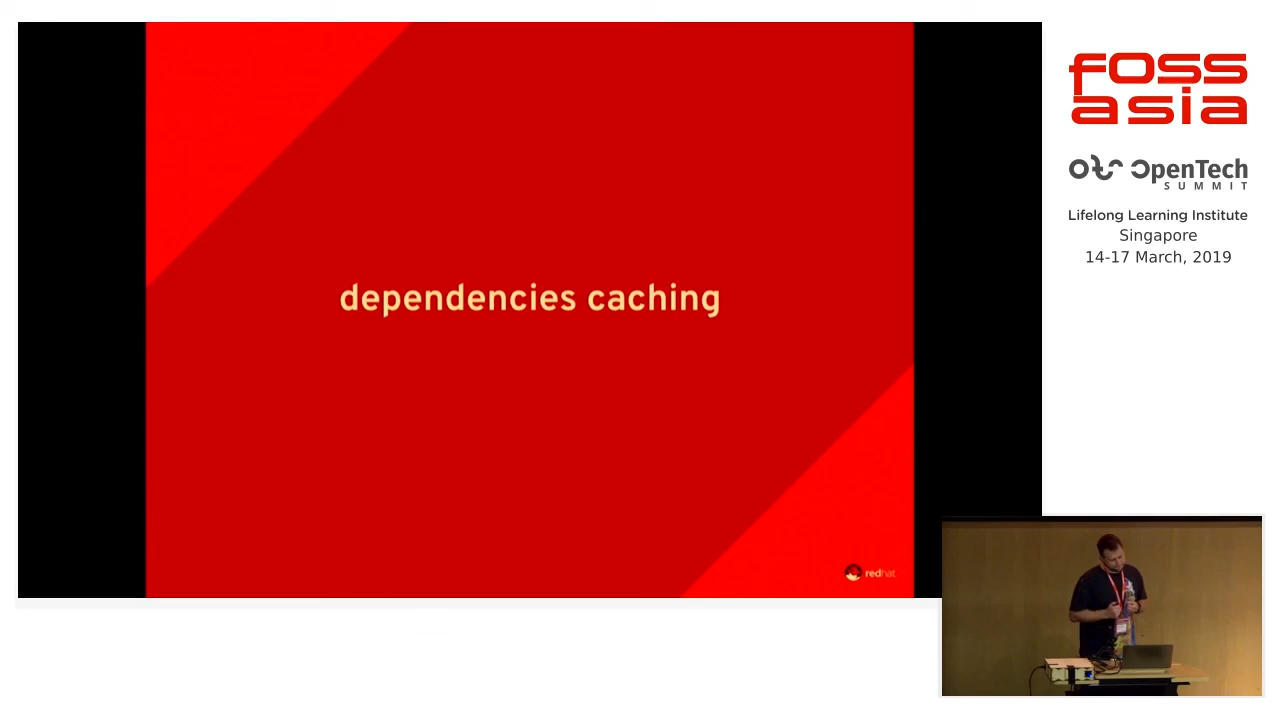 dependencies caching
redhat
foss
asia
OpenTech
SUMMIT
Lifelong Learning Institute
Singapore
14-17 March, 2019